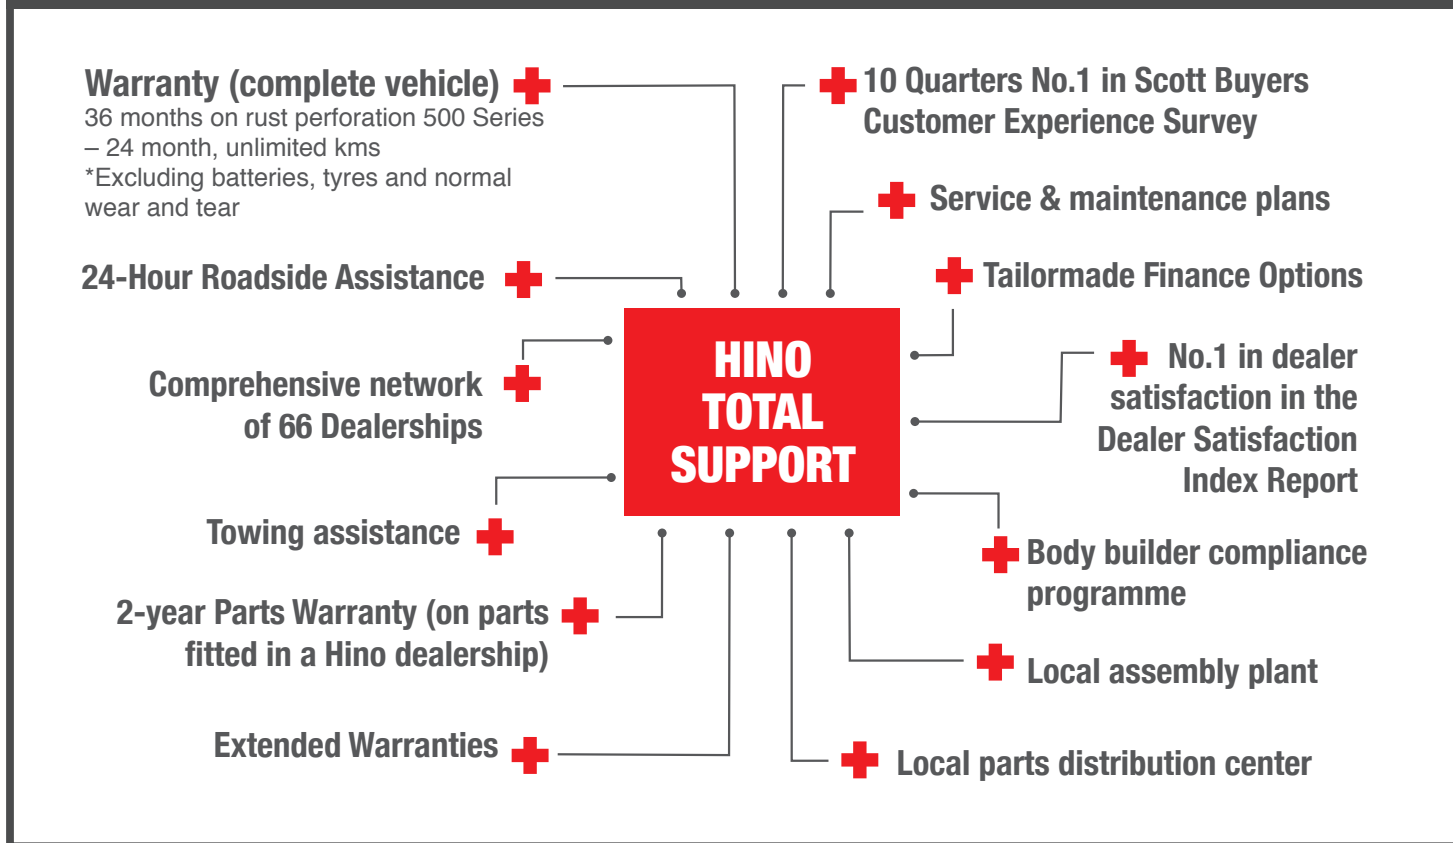 Warranty (complete vehicle)
36 months on rust perforation 500 Series
– 24 month, unlimited kms
*Excluding batteries, tyres and normal
wear and tear
24-Hour Roadside Assistance
Comprehensive network
of 66 Dealerships
Towing assistance
2-year Parts Warranty (on parts
fitted in a Hino dealership)
Extended Warranties
HINO
TOTAL
SUPPORT
10 Quarters No.1 in Scott Buyers
Customer Experience Survey
Service & maintenance plans
Tailormade Finance Options
No.1 in dealer
satisfaction in the
Dealer Satisfaction
Index Report
Body builder compliance
programme
Local assembly plant
Local parts distribution center